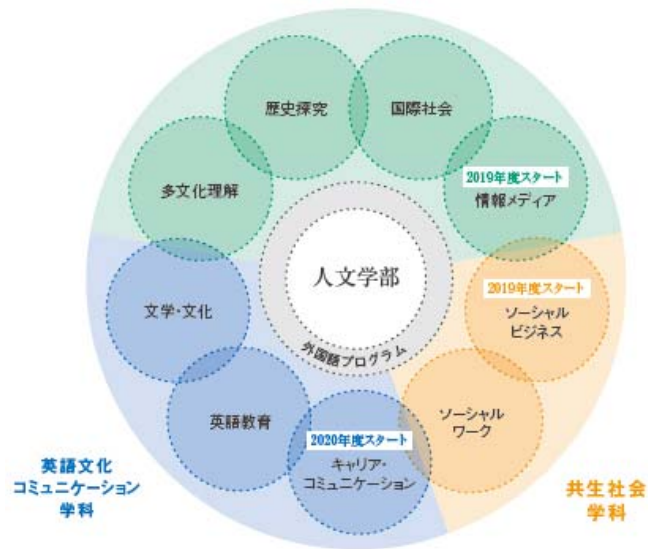 歴史探究
国際社会
多文化理解
2019年度スタート
情報メディア
人文学部
外国語プログラム
文学・文化
2019年度スタート
ソーシャル
ビジネス
英語教育
2020年度スタート
キャリア・
コミュニケーション
ソーシャル
ワーク
英語文化
コミュニケーション
学科
共生社会
学科